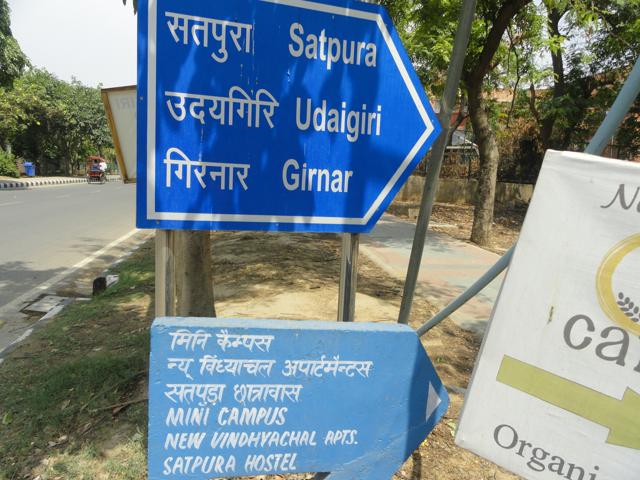 सतपुरा Satpura
उदयगिरि Udaigiri
गिरनार Girnar
मिनि कैम्पस
न्यू विंध्याचल अपार्टमैन्टस
सतपुड़ा छात्रावास
MINI CAMPUS
NEW VINDHYACHAL APTS.
SATPURA HOSTEL